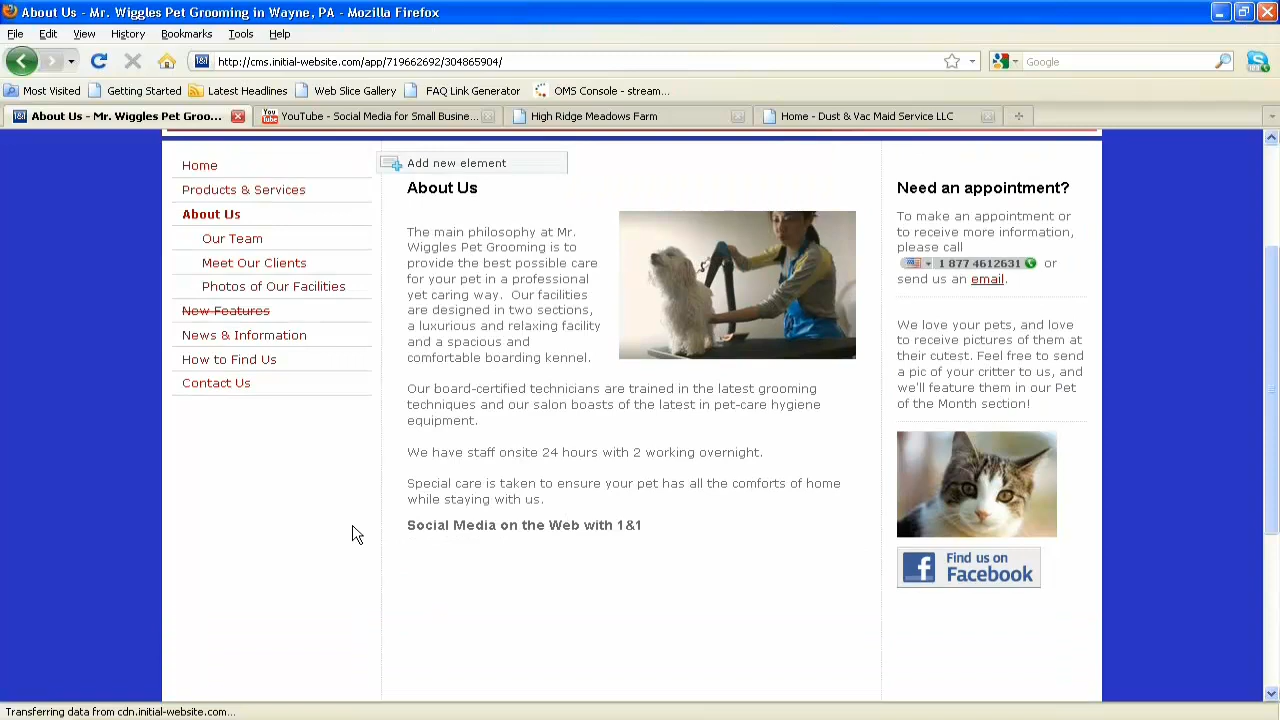 About Us - Mr. Wiggles Pet Grooming in Wayne, PA - Mozilla Firefox
File Edit View History Bookmarks Tools Help
http://cms.initialwebsite.com/app/719662692/304865904/
Google
Most Visited Getting Started Latest Headlines Web Slice Gallery FAQ Link Generator OMS Console - stream...
About Us - Mr. Wiggles Pet Groo... YouTube - Social Media for Small Busine... High Ridge Meadows Farm Home - Dust & Vac Maid Service LLC
Home
Products & Services
About Us
Our Team
Meet Our Clients
Photos of Our Facilities
New Features
News & Information
How to Find Us
Contact Us
Add new element
About Us
The main philosophy at Mr.
Wiggles Pet Grooming is to
provide the best possible care
for your pet in a professional
yet caring way. Our facilities
are designed in two sections,
a luxurious and relaxing facility
and a spacious and
comfortable boarding kennel.
Our board-certified technicians are trained in the latest grooming
techniques and our salon boasts of the latest in pet-care hygiene
equipment.
We have staff onsite 24 hours with 2 working overnight.
Special care is taken to ensure your pet has all the comforts of home
while staying with us.
Social Media on the Web with 1&1
Need an appointment?
To make an appointment or
to receive more information,
please call
1 877 4612631 or
send us an email.
We love your pets, and love
to receive pictures of them at
their cutest. Feel free to send
a pic of your critter to us, and
we'll feature them in our Pet
of the Month section!
Find us on
Facebook
Transferring data from cdn.initial-website.com...